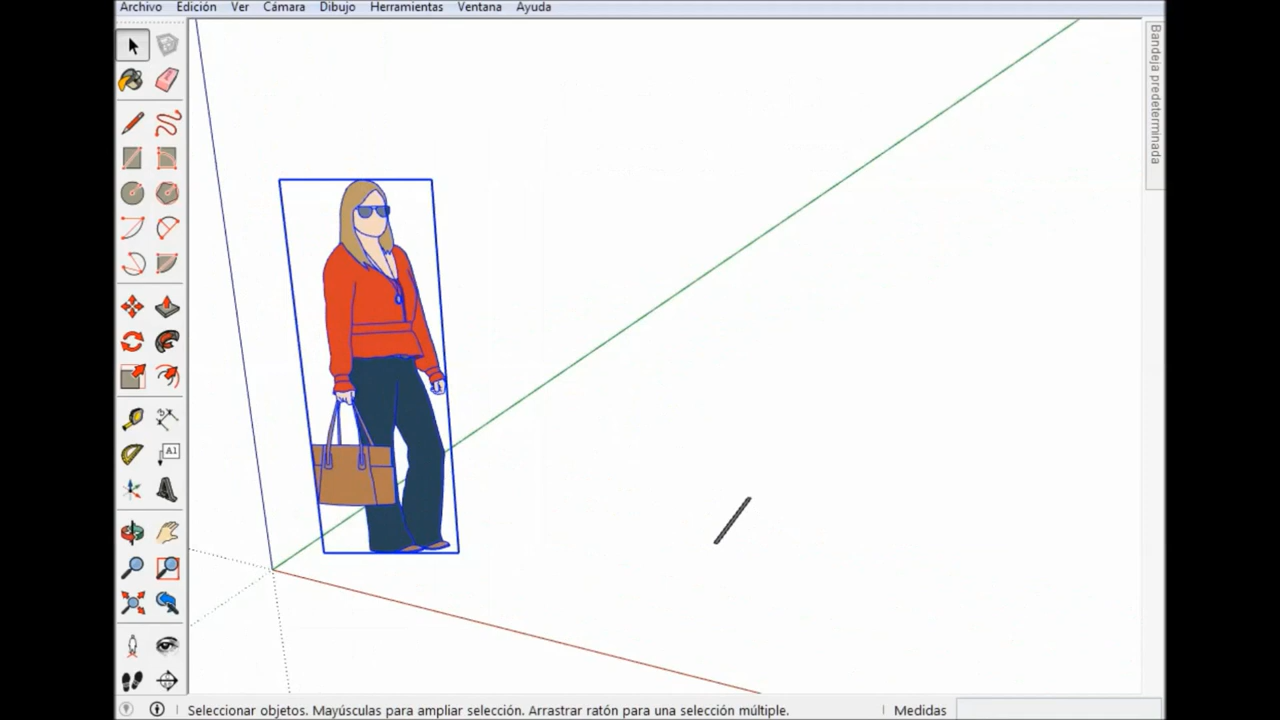 Archivo Edición Ver Cámara Dibujo Herramientas Ventana Ayuda
Bandeja predeterminada
A1
Seleccionar objetos. Mayúsculas para ampliar selección. Arrastrar ratón para una selección múltiple.
Medidas